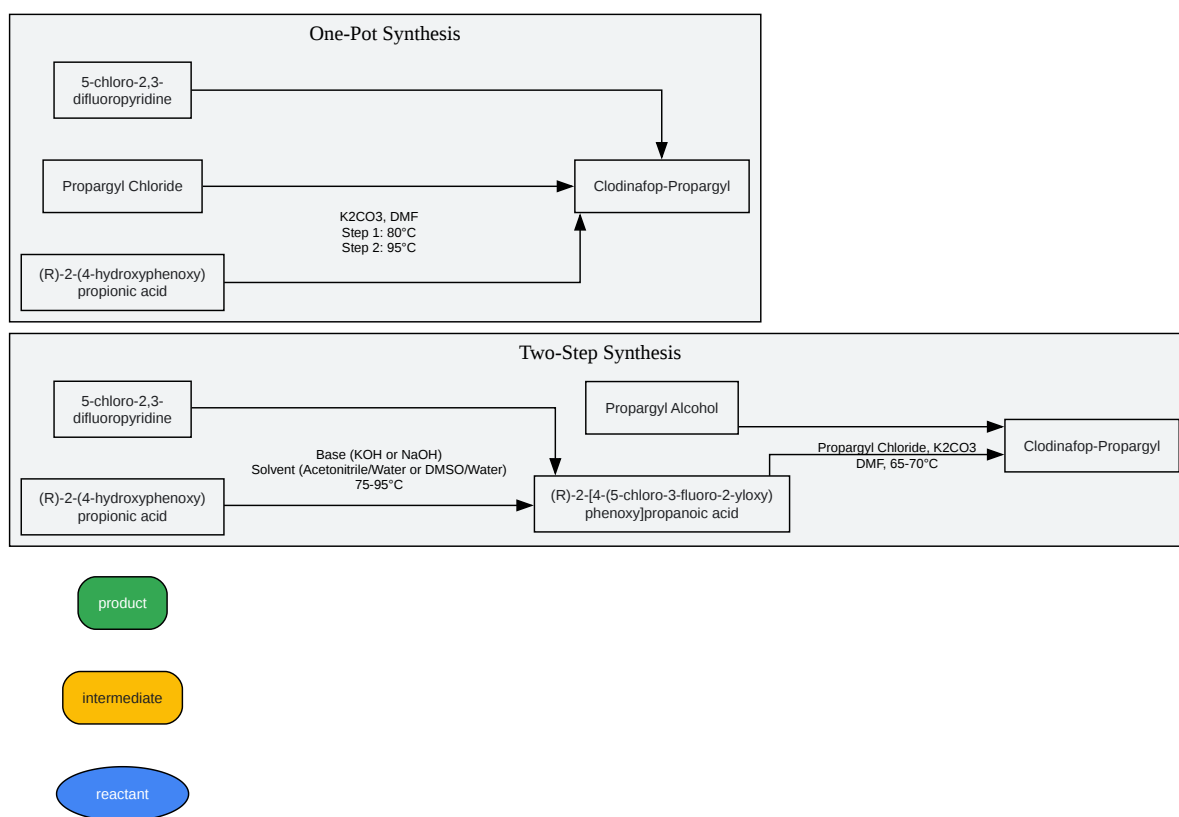 One-Pot Synthesis
5-chloro-2,3-
difluoropyridine
Propargyl Chloride
Clodinafop-Propargyl
K2CO3, DMF
Step 1: 80°C
Step 2: 95°C
(R)-2-(4-hydroxyphenoxy)
propionic acid
Two-Step Synthesis
5-chloro-2,3-
difluoropyridine
Propargyl Alcohol
Clodinafop-Propargyl
Base (KOH or NaOH)
Solvent (Acetonitrile/Water or DMSO/Water)
75-95°C
Propargyl Chloride, K2CO3
DMF, 65-70°C
(R)-2-(4-hydroxyphenoxy)
propionic acid
(R)-2-[4-(5-chloro-3-fluoro-2-yloxy)
phenoxy]propanoic acid
product
intermediate
reactant